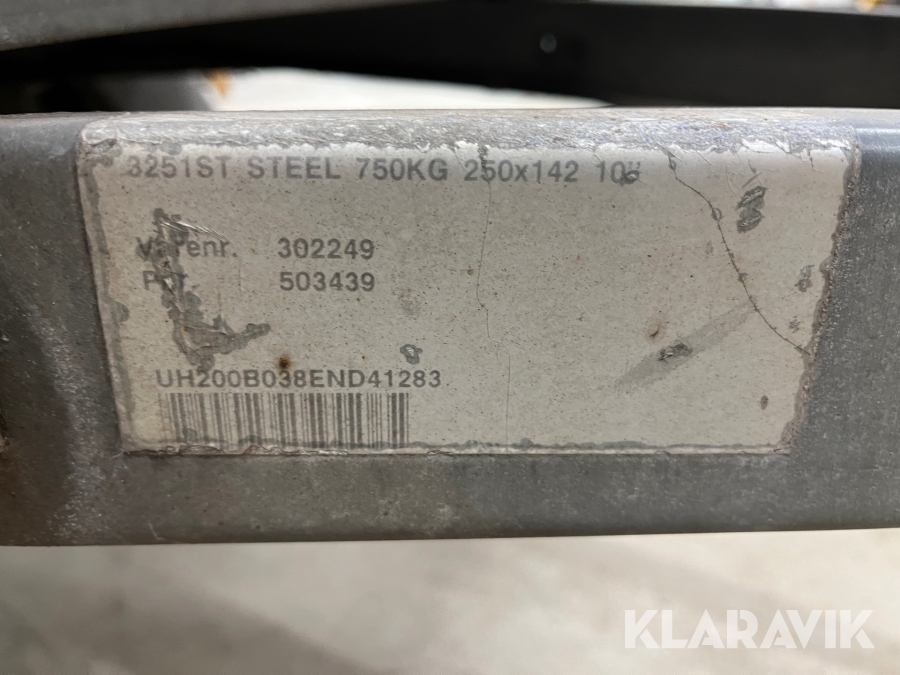 3251ST STEEL 750KG 250x142 10"
Varenr. 302249
503439
UH200B038END41283
KLARAVIK